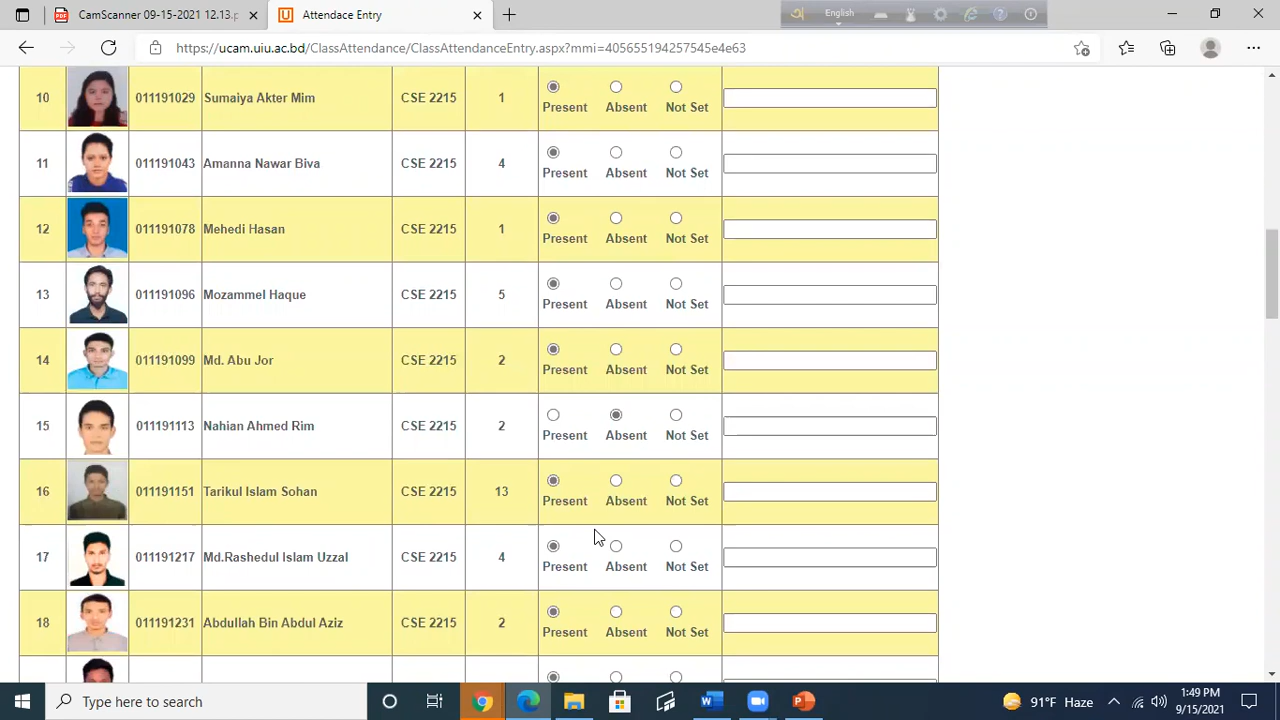 CamScanner 09-15-2021 12.13.p
Attendace Entry
English
https://ucam.uiu.ac.bd/ClassAttendance/ClassAttendanceEntry.aspx?mmi=405655194257545e4e63
10 011191029 Sumaiya Akter Mim CSE 2215 1 Present Absent Not Set
11 011191043 Amanna Nawar Biva CSE 2215 4 Present Absent Not Set
12 011191078 Mehedi Hasan CSE 2215 1 Present Absent Not Set
13 011191096 Mozammel Haque CSE 2215 5 Present Absent Not Set
14 011191099 Md. Abu Jor CSE 2215 2 Present Absent Not Set
15 011191113 Nahian Ahmed Rim CSE 2215 2 Present Absent Not Set
16 011191151 Tarikul Islam Sohan CSE 2215 13 Present Absent Not Set
17 011191217 Md.Rashedul Islam Uzzal CSE 2215 4 Present Absent Not Set
18 011191231 Abdullah Bin Abdul Aziz CSE 2215 2 Present Absent Not Set
Type here to search
91°F Haze
1:49 PM
9/15/2021